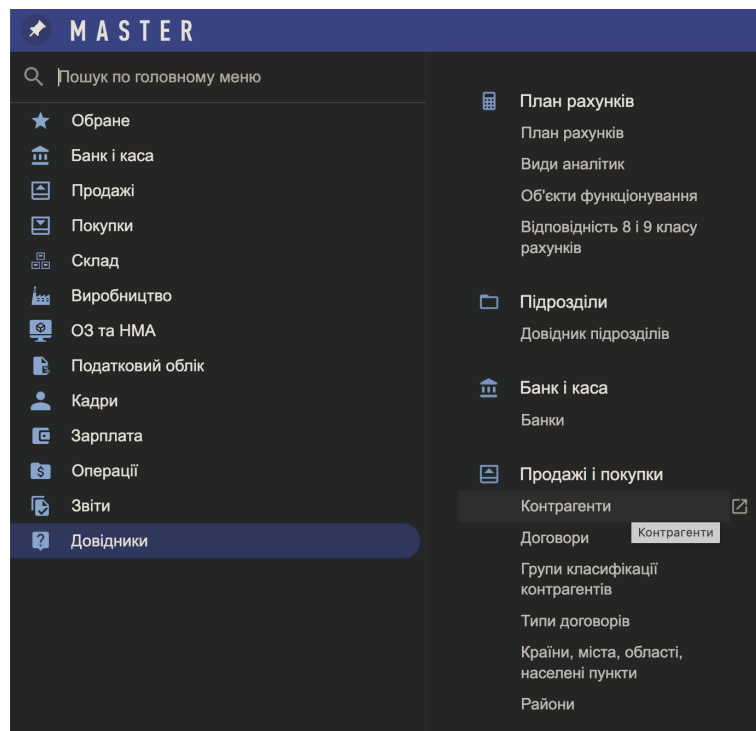 MASTER
Пошук по головному меню
Обране
Банк і каса
Продажі
Покупки
Склад
Виробництво
ОЗ та НМА
Податковий облік
Кадри
Зарплата
Операції
Звіти
Довідники
План рахунків
План рахунків
Види аналітик
Об'єкти функціонування
Відповідність 8 і 9 класу
рахунків
Підрозділи
Довідник підрозділів
Банк і каса
Банки
Продажі і покупки
Контрагенти
Контрагенти
Договори
Групи класифікації
контрагентів
Типи договорів
Країни, міста, області,
населені пункти
Райони